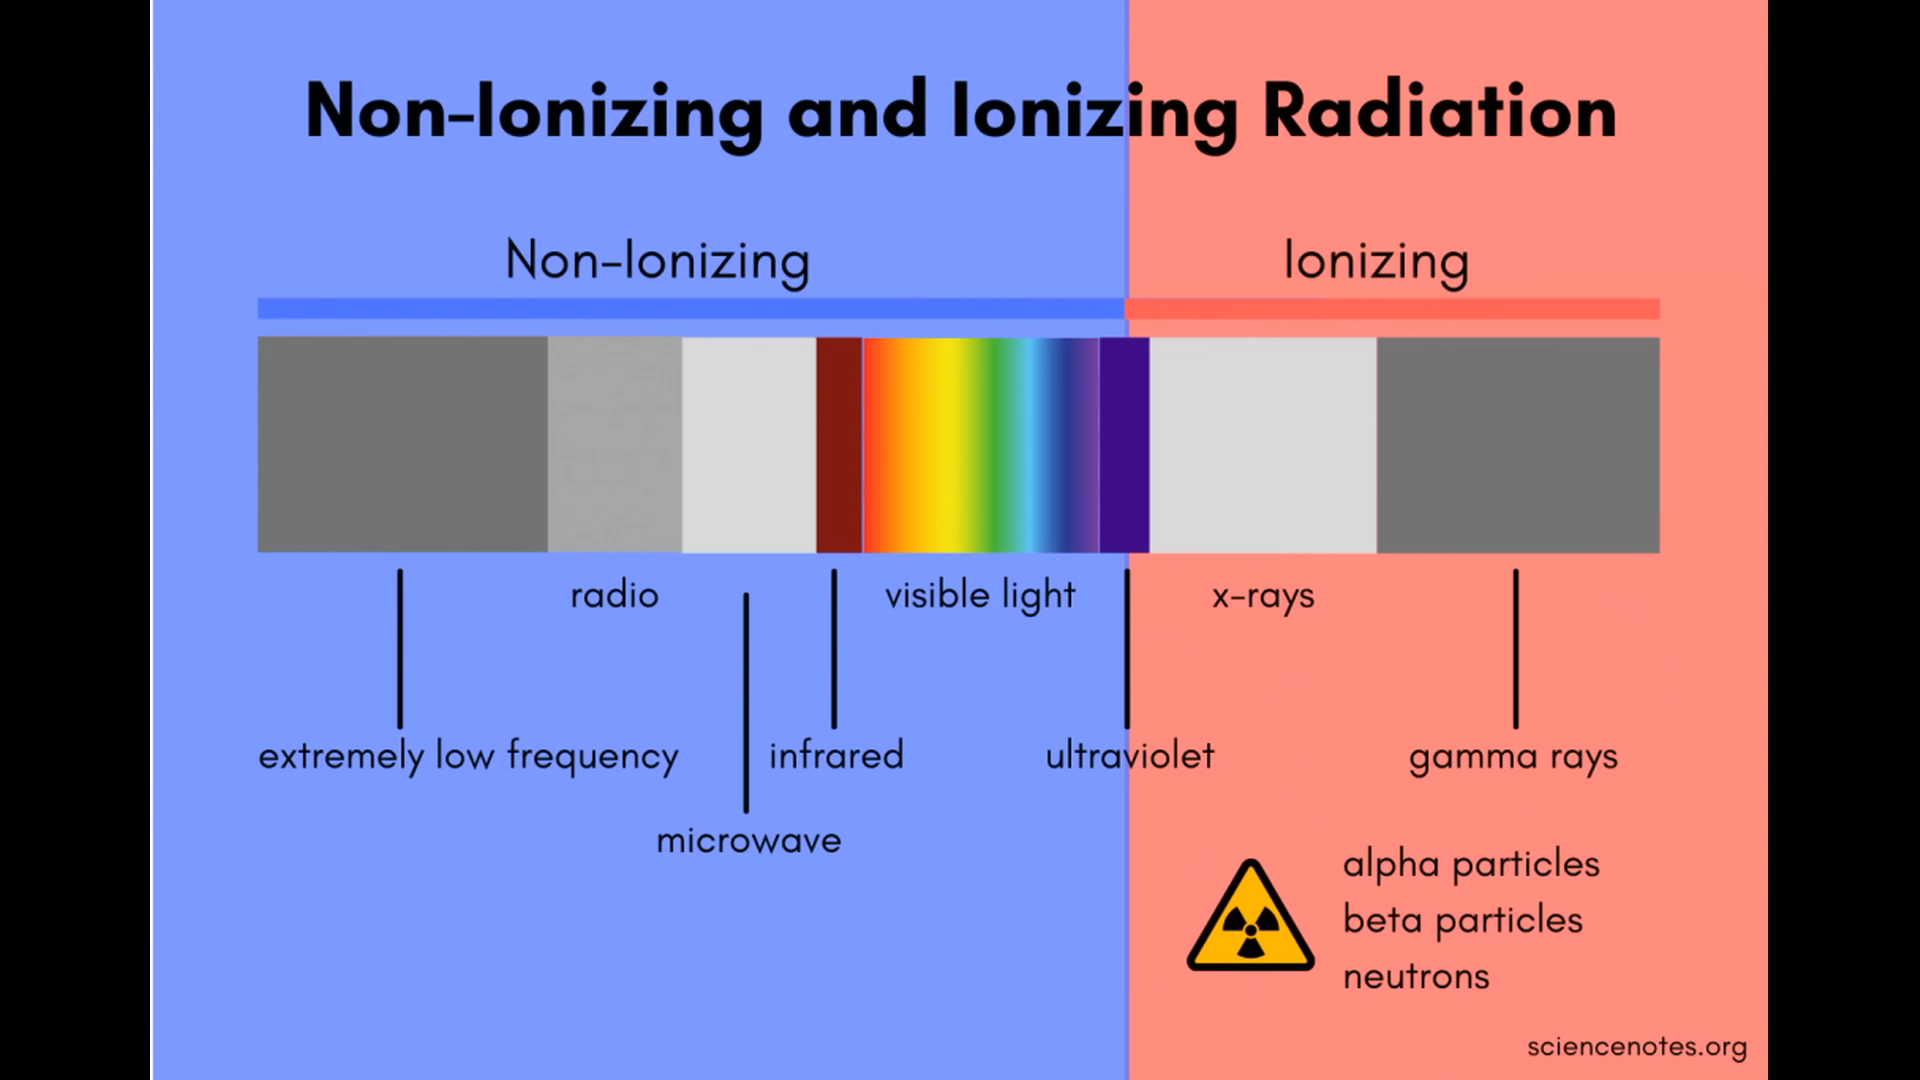 Non-Ionizing and Ionizing Radiation
Non-Ionizing
Ionizing
radio
visible light
x-rays
extremely low frequency
infrared
ultraviolet
gamma rays
microwave
alpha particles
beta particles
neutrons
sciencenotes.org